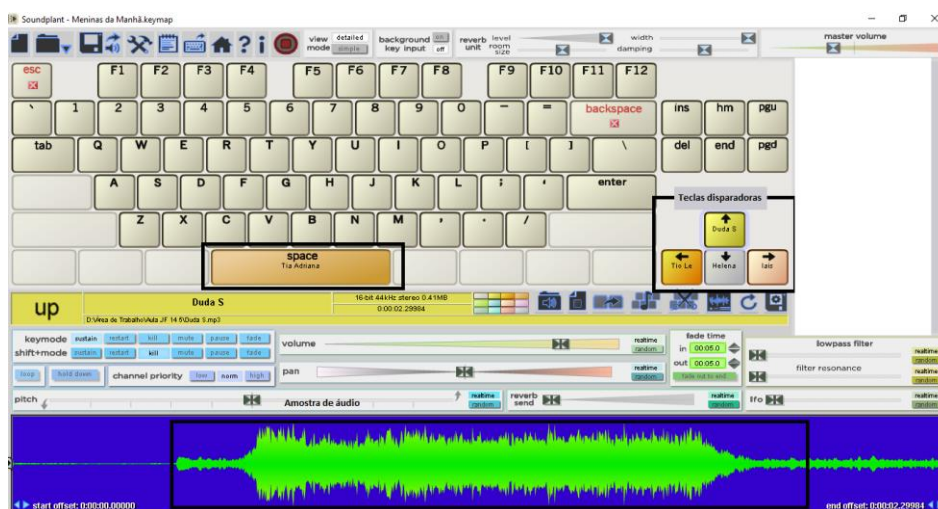 Soundplant - Meninas da Manhã.keymap
view mode detailed simple background key input on off reverb unit level room size width damping master volume
esc F1 F2 F3 F4 F5 F6 F7 F8 F9 F10 F11 F12
` 1 2 3 4 5 6 7 8 9 0 - = backspace ins hm pgu
tab Q W E R T Y U I O P [ ] \ del end pgd
A S D F G H J K L ; ' enter
Teclas disparadoras
Z X C V B N M , . /
Duda S
space
Tia Adriana
Tio Le Helena Iais
up
Duda S
16-bit 44kHz stereo 0.41MB
0:00:02.29984
D:\Área de Trabalho\Aula JF 14 6\Duda S.mp3
keymode sustain restart kill mute pause fade
shift+mode sustain restart kill mute pause fade
volume realtime random
fade time
in 00:05.0
out 00:05.0
fade out to end
lowpass filter realtime random
filter resonance realtime random
loop hold down channel priority low norm high
pan realtime random
pitch Amostra de áudio realtime random reverb send realtime random lfo realtime random
start offset: 0:00:00.00000 end offset: 0:00:02.29984